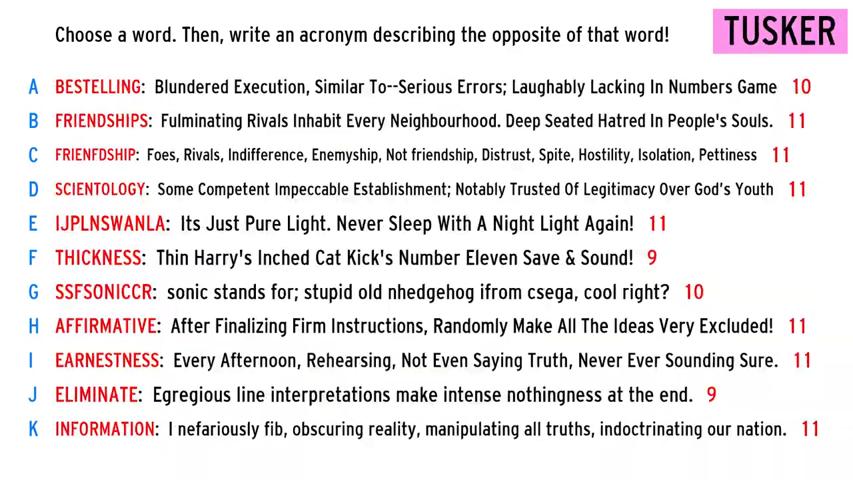 Choose a word. Then, write an acronym describing the opposite of that word!
TUSKER
A BESTELLING: Blundered Execution, Similar To--Serious Errors; Laughably Lacking In Numbers Game 10
B FRIENDSHIPS: Fulminating Rivals Inhabit Every Neighbourhood. Deep Seated Hatred In People's Souls. 11
C FRIENFDSHIP: Foes, Rivals, Indifference, Enemyship, Not friendship, Distrust, Spite, Hostility, Isolation, Pettiness 11
D SCIENTOLOGY: Some Competent Impeccable Establishment; Notably Trusted Of Legitimacy Over God's Youth 11
E IJPLNSWANLA: Its Just Pure Light. Never Sleep With A Night Light Again! 11
F THICKNESS: Thin Harry's Inched Cat Kick's Number Eleven Save & Sound! 9
G SSFSONICCR: sonic stands for; stupid old nhedgehog ifrom csega, cool right? 10
H AFFIRMATIVE: After Finalizing Firm Instructions, Randomly Make All The Ideas Very Excluded! 11
I EARNESTNESS: Every Afternoon, Rehearsing, Not Even Saying Truth, Never Ever Sounding Sure. 11
J ELIMINATE: Egregious line interpretations make intense nothingness at the end. 9
K INFORMATION: I nefariously fib, obscuring reality, manipulating all truths, indoctrinating our nation. 11